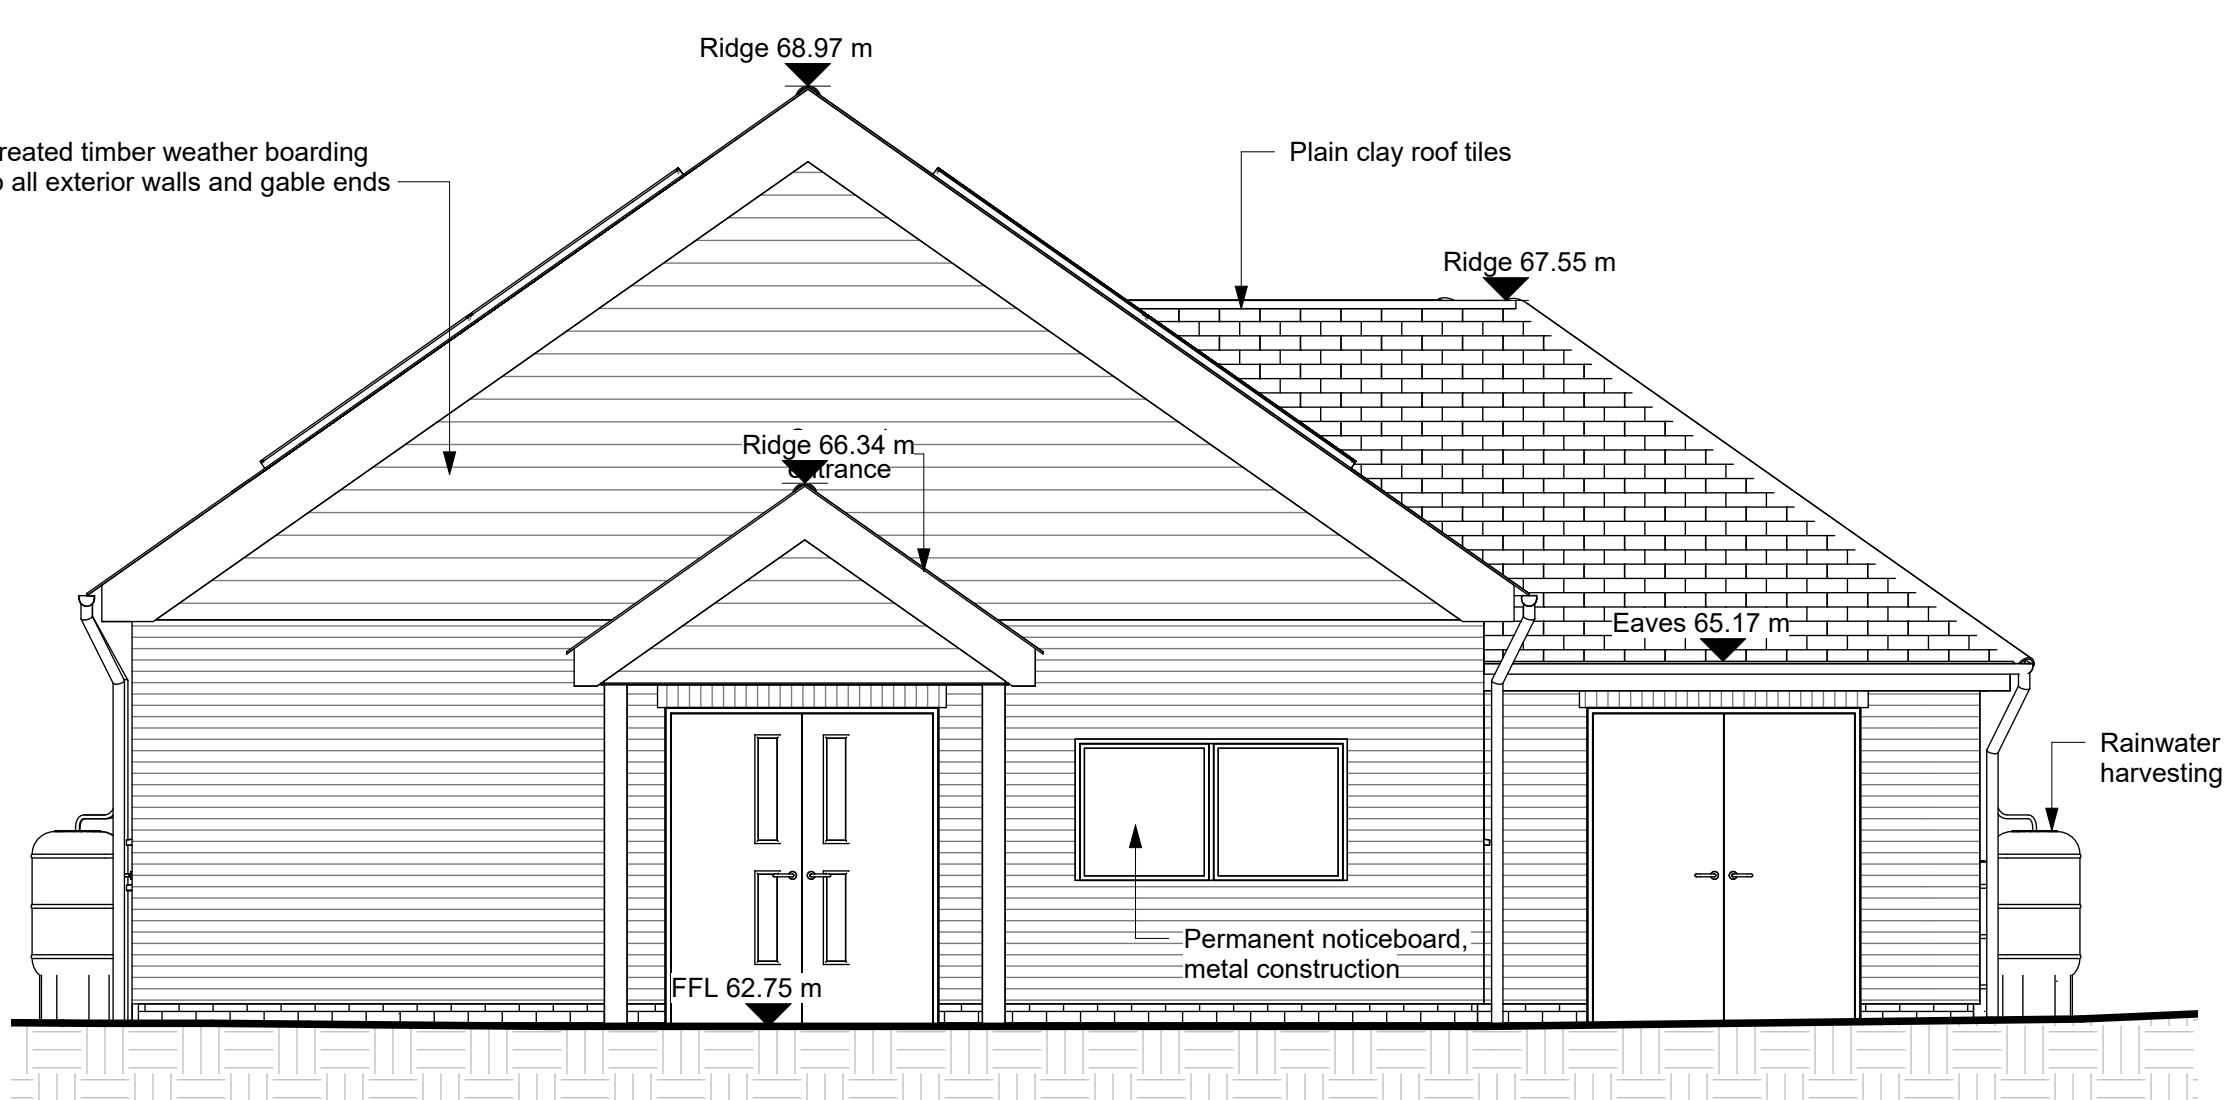 Ridge 68.97 m
reated timber weather boarding
all exterior walls and gable ends
Plain clay roof tiles
Ridge 67.55 m
Ridge 66.34 m
entrance
Eaves 65.17 m
Rainwater
harvesting
Permanent noticeboard,
metal construction
FFL 62.75 m